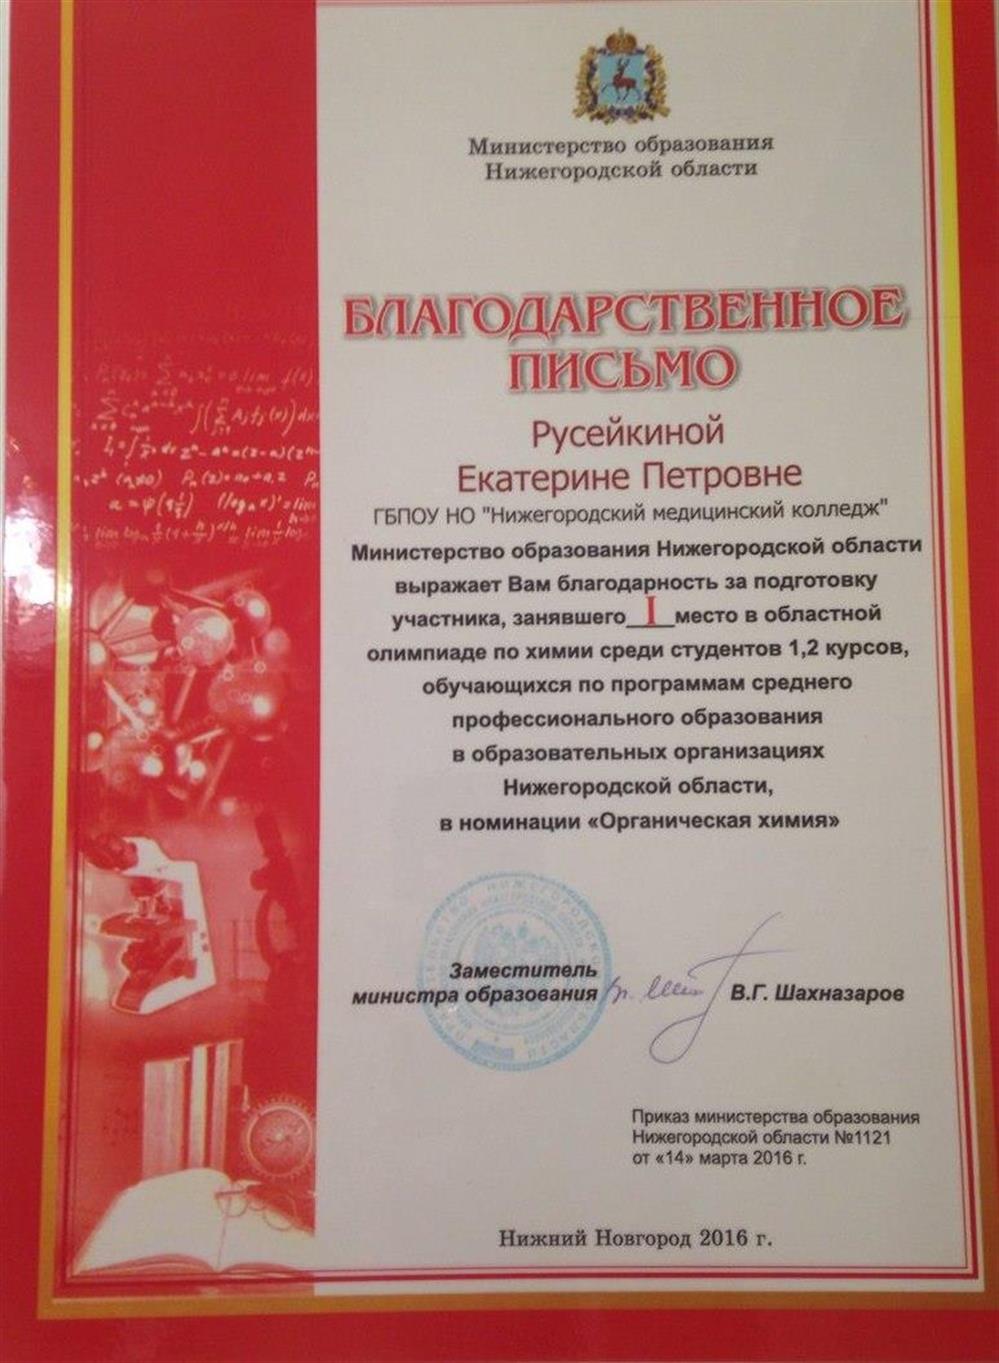 Министерство образования
Нижегородской области
БЛАГОДАРСТВЕННОЕ
ПИСЬМО
Русейкиной
Екатерине Петровне
ГБПОУ НО "Нижегородский медицинский колледж"
Министерство образования Нижегородской области
выражает Вам благодарность за подготовку
участника, занявшего I место в областной
олимпиаде по химии среди студентов 1,2 курсов,
обучающихся по программам среднего
профессионального образования
в образовательных организациях
Нижегородской области,
в номинации «Органическая химия»
Заместитель
министра образования В.Г. Шахназаров
Приказ министерства образования
Нижегородской области №1121
от «14» марта 2016 г.
Нижний Новгород 2016 г.